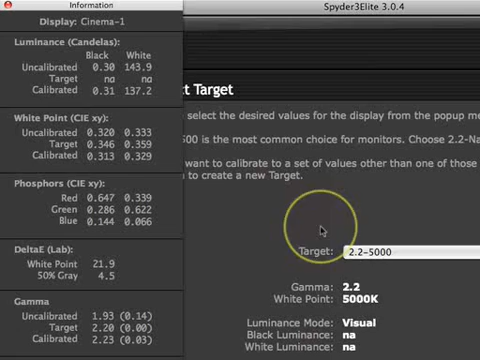 Information
Spyder3Elite 3.0.4
Display: Cinema-1
Luminance (Candelas):
Black White
Uncalibrated 0.30 143.9
Target na na
Calibrated 0.31 137.2
White Point (CIE xy):
Uncalibrated 0.320 0.333
Target 0.346 0.359
Calibrated 0.313 0.329
Phosphors (CIE xy):
Red 0.647 0.339
Green 0.286 0.622
Blue 0.144 0.066
DeltaE (Lab):
White Point 21.9
50% Gray 4.5
Gamma
Uncalibrated 1.93 (0.14)
Target 2.20 (0.00)
Calibrated 2.23 (0.03)
ct Target
select the desired values for the display from the popup me
500 is the most common choice for monitors. Choose 2.2-Na
want to calibrate to a set of values other than one of those
to create a new Target.
Target: 2.2-5000
Gamma: 2.2
White Point: 5000K
Luminance Mode: Visual
Black Luminance: na
White Luminance: na